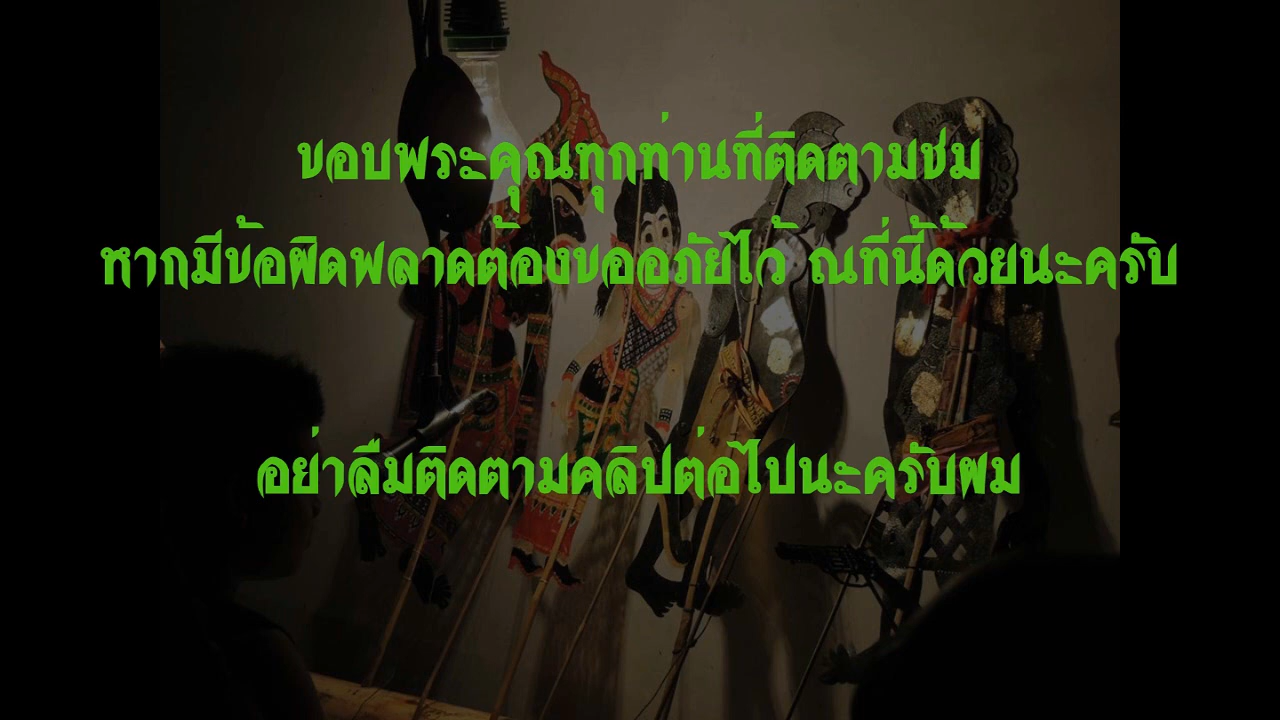 ขอบพระคุณทุกท่านที่ติดตามชม
หากมีข้อผิดพลาดต้องขออภัยไว้ ณที่นี้ด้วยนะครับ
อย่าลืมติดตามคลิปต่อไปนะครับผม